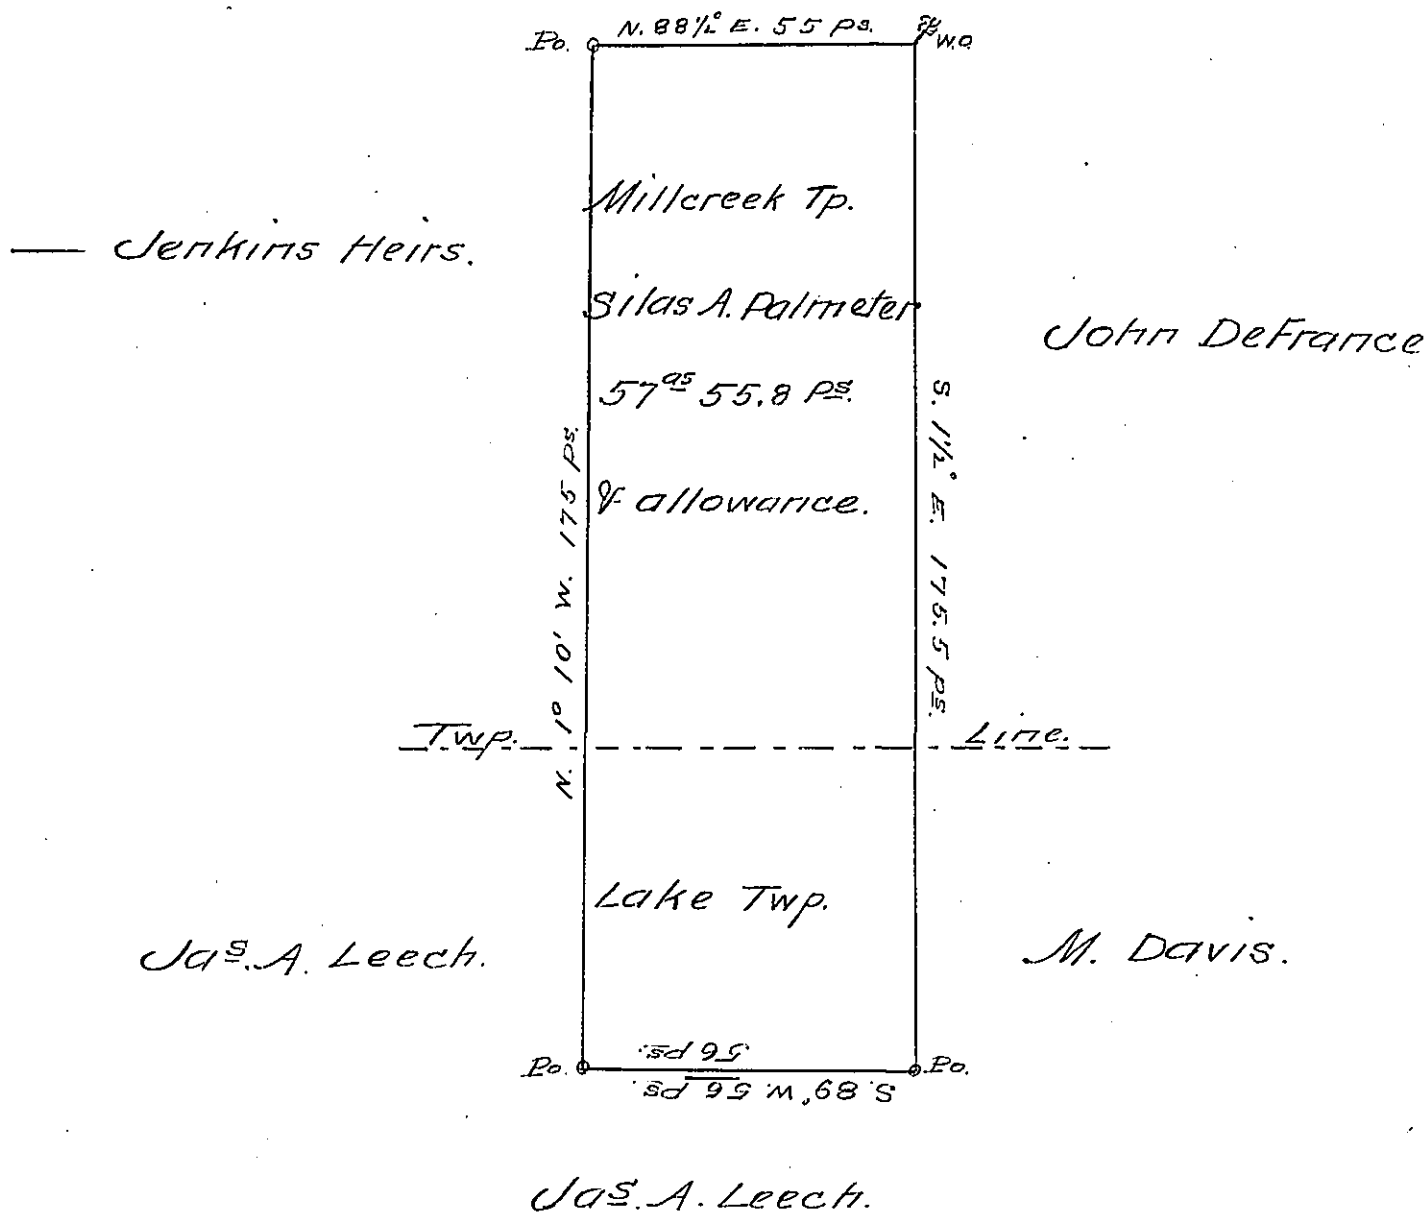 Po.
N. 88½° E. 55 ps.
W.O.
Millcreek Tp.
— Jenkins Heirs.
Silas A. Palmeter
John DeFrance
57as 55.8 Ps.
& allowance.
N. 1° 10' W. 175 Ps.
S. 1½° E. 175.5 Ps.
Twp. Line.
Lake Twp.
Jas. A. Leech.
M. Davis.
56 Ps.
Po.
Po.
S. 89° W. 56 Ps.
Jas. A. Leech.